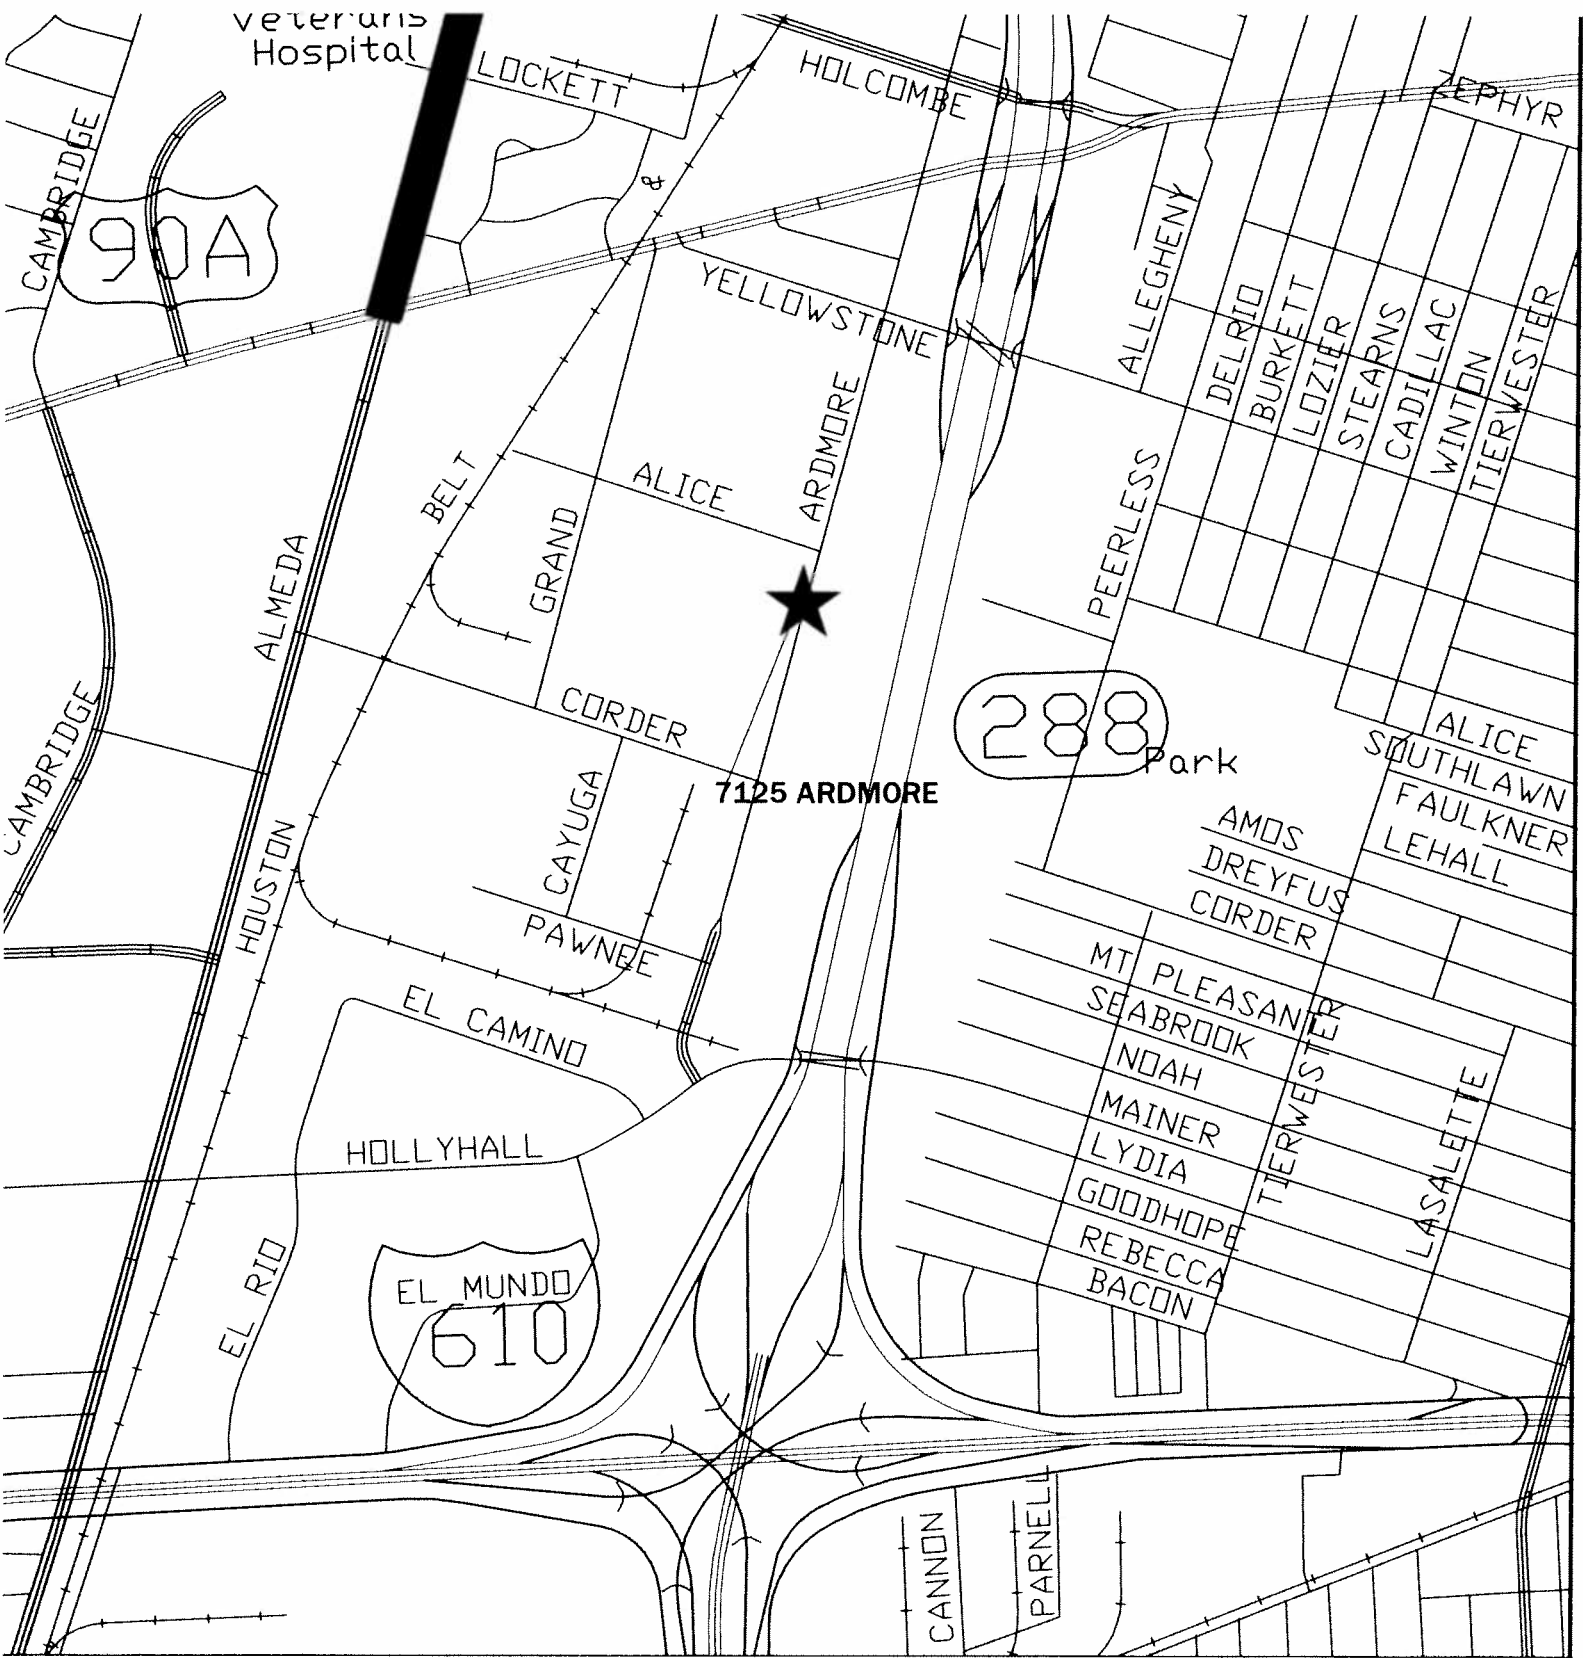 Veterans
Hospital
LOCKETT
HOLCOMBE
ZEPHYR
CAMBRIDGE
90A
&
YELLOWSTONE
ALLEGHENY
DELRIO
BURKETT
LOZIER
STEARNS
CADILLAC
WINTON
TIERWESTER
ARDMORE
BELT
ALICE
GRAND
PEERLESS
ALMEDA
CAMBRIDGE
CORDER
288
Park
ALICE
SOUTHLAWN
FAULKNER
LEHALL
7125 ARDMORE
CAYUGA
AMOS
DREYFUS
CORDER
HOUSTON
PAWNEE
MT PLEASANT
SEABROOK
EL CAMINO
NOAH
MAINER
LYDIA
TIERWESTER
LASALETTE
HOLLYHALL
GOODHOPE
REBECCA
BACON
EL RIO
EL MUNDO
610
CANNON
PARNELL